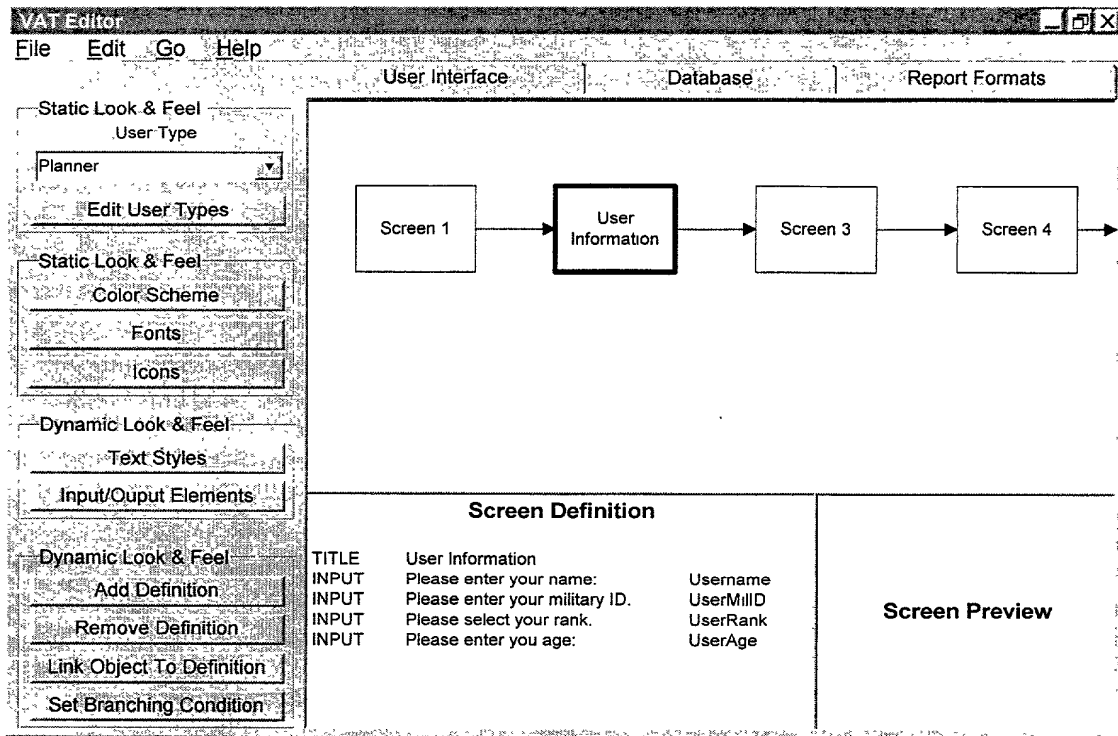 VAT Editor
File Edit Go Help
User Interface Database Report Formats
Static Look & Feel
User Type
Planner
Edit User Types
Static Look & Feel
Color Scheme
Fonts
Icons
Dynamic Look & Feel
Text Styles
Input/Ouput Elements
Dynamic Look & Feel
Add Definition
Remove Definition
Link Object To Definition
Set Branching Condition
Screen 1
User
Information
Screen 3
Screen 4
Screen Definition
TITLE User Information
INPUT Please enter your name: Username
INPUT Please enter your military ID. UserMilID
INPUT Please select your rank. UserRank
INPUT Please enter you age: UserAge
Screen Preview